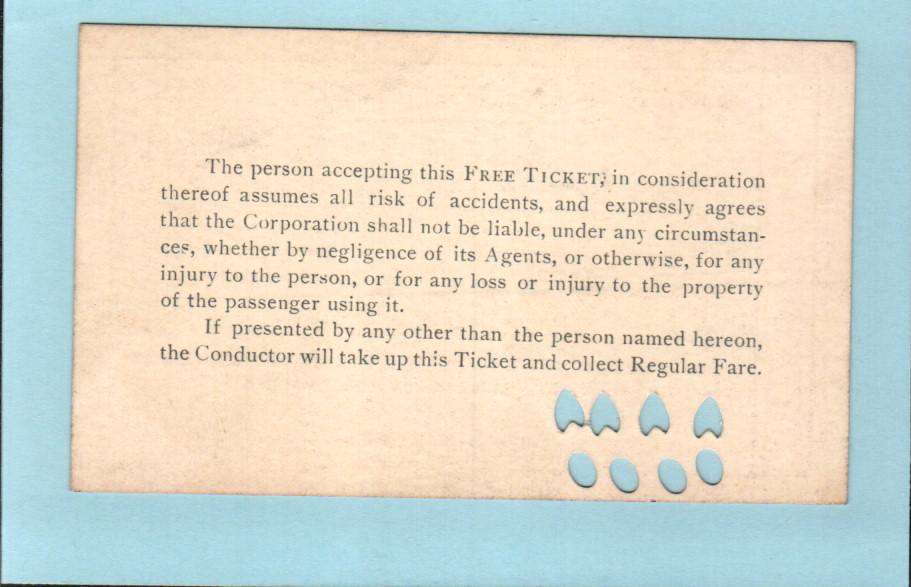 The person accepting this FREE TICKET, in consideration
thereof assumes all risk of accidents, and expressly agrees
that the Corporation shall not be liable, under any circumstan-
ces, whether by negligence of its Agents, or otherwise, for any
injury to the person, or for any loss or injury to the property
of the passenger using it.
If presented by any other than the person named hereon,
the Conductor will take up this Ticket and collect Regular Fare.